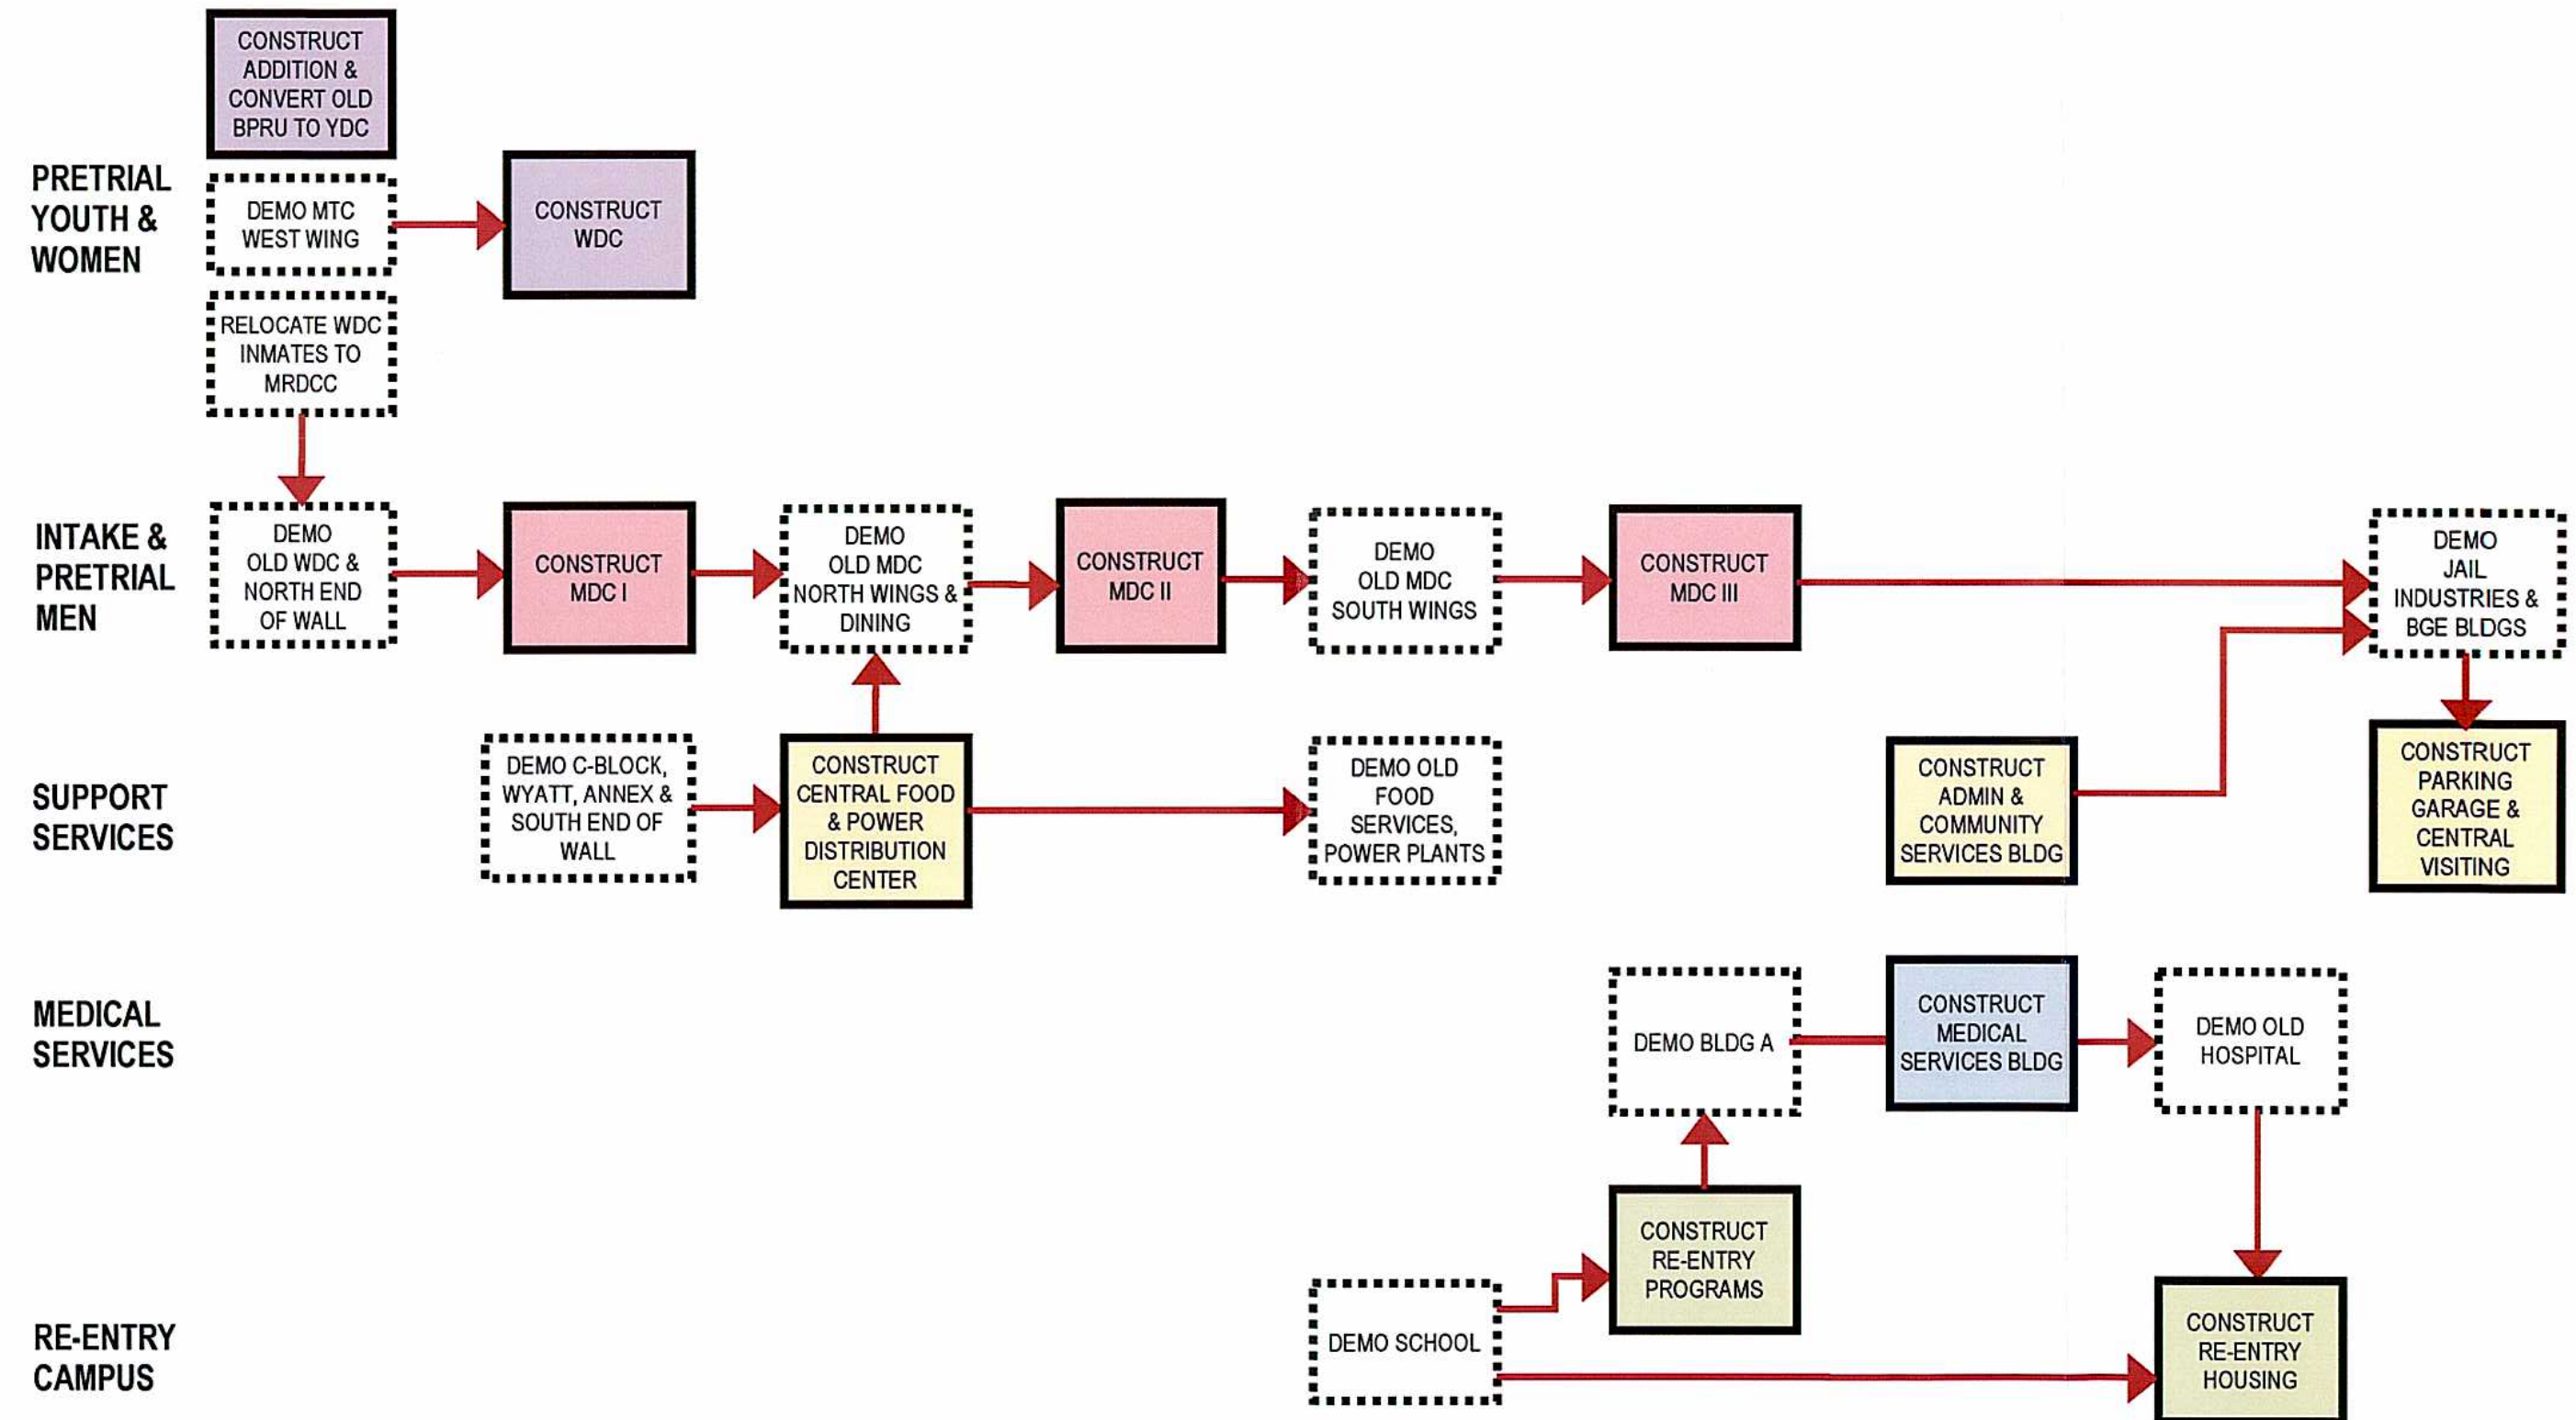 CONSTRUCT
ADDITION &
CONVERT OLD
BPRU TO YDC
PRETRIAL
YOUTH &
WOMEN
DEMO MTC
WEST WING
CONSTRUCT
WDC
RELOCATE WDC
INMATES TO
MRDCC
INTAKE &
PRETRIAL
MEN
DEMO
OLD WDC &
NORTH END
OF WALL
CONSTRUCT
MDC I
DEMO
OLD MDC
NORTH WINGS &
DINING
CONSTRUCT
MDC II
DEMO
OLD MDC
SOUTH WINGS
CONSTRUCT
MDC III
DEMO
JAIL
INDUSTRIES &
BGE BLDGS
SUPPORT
SERVICES
DEMO C-BLOCK,
WYATT, ANNEX &
SOUTH END OF
WALL
CONSTRUCT
CENTRAL FOOD
& POWER
DISTRIBUTION
CENTER
DEMO OLD
FOOD
SERVICES,
POWER PLANTS
CONSTRUCT
ADMIN &
COMMUNITY
SERVICES BLDG
CONSTRUCT
PARKING
GARAGE &
CENTRAL
VISITING
MEDICAL
SERVICES
DEMO BLDG A
CONSTRUCT
MEDICAL
SERVICES BLDG
DEMO OLD
HOSPITAL
RE-ENTRY
CAMPUS
DEMO SCHOOL
CONSTRUCT
RE-ENTRY
PROGRAMS
CONSTRUCT
RE-ENTRY
HOUSING